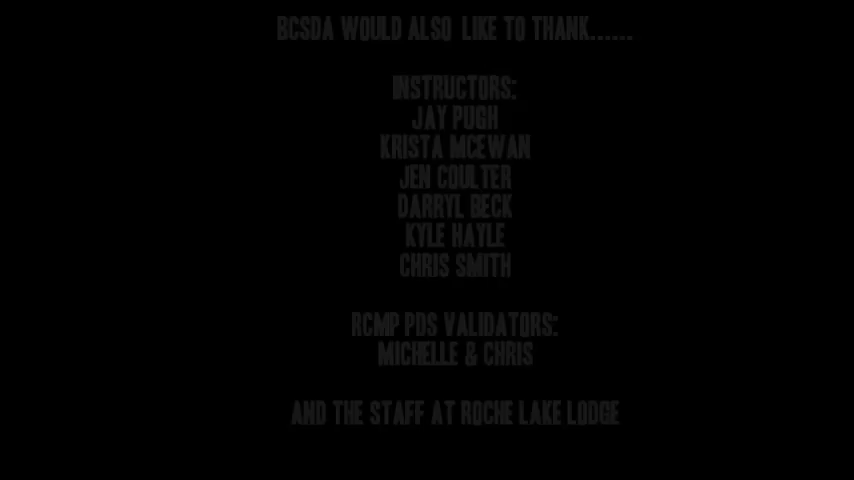 BCSDA WOULD ALSO LIKE TO THANK......
INSTRUCTORS:
JAY PUGH
KRISTA MCEWAN
JEN COULTER
DARRYL BECK
KYLE HAYLE
CHRIS SMITH
RCMP PDS VALIDATORS:
MICHELLE & CHRIS
AND THE STAFF AT ROCHE LAKE LODGE